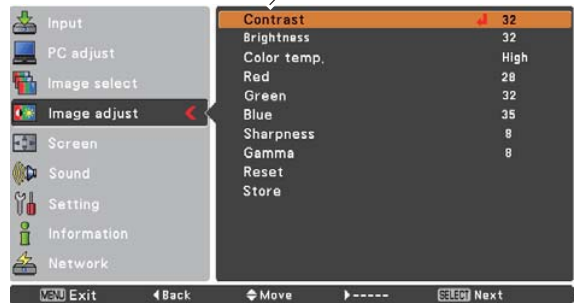 Input
PC adjust
Image select
Image adjust
Screen
Sound
Setting
Information
Network
Contrast 32
Brightness 32
Color temp. High
Red 28
Green 32
Blue 35
Sharpness 8
Gamma 8
Reset
Store
MENU Exit Back Move ----- SELECT Next